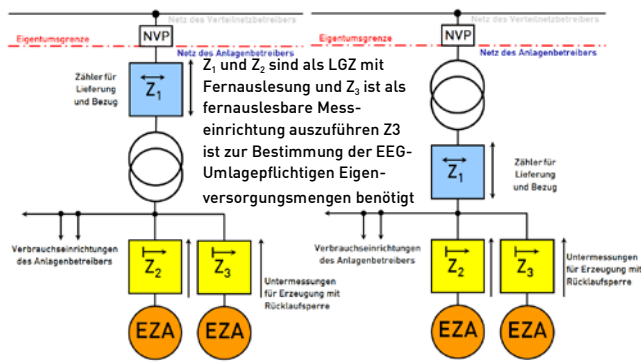 Netz des Verteilnetzbetreibers
NVP
Eigentumsgrenze
Netz des Anlagenbetreibers
Zähler für
Lieferung
und Bezug
Z1
Z1 und Z2 sind als LGZ mit
Fernauslesung und Z3 ist als
fernauslesbare Mess-
einrichtung auszuführen Z3
ist zur Bestimmung der EEG-
Umlagepflichtigen Eigen-
versorgungsmengen benötigt
Verbrauchseinrichtungen
des Anlagenbetreibers
Z2
Z3
Untermessungen
für Erzeugung mit
Rücklaufsperre
EZA
EZA
Netz des Verteilnetzbetreibers
NVP
Eigentumsgrenze
Netz des Anlagenbetreibers
Z1
Zähler für
Lieferung
und Bezug
Verbrauchseinrichtungen
des Anlagenbetreibers
Z2
Z3
Untermessungen
für Erzeugung mit
Rücklaufsperre
EZA
EZA